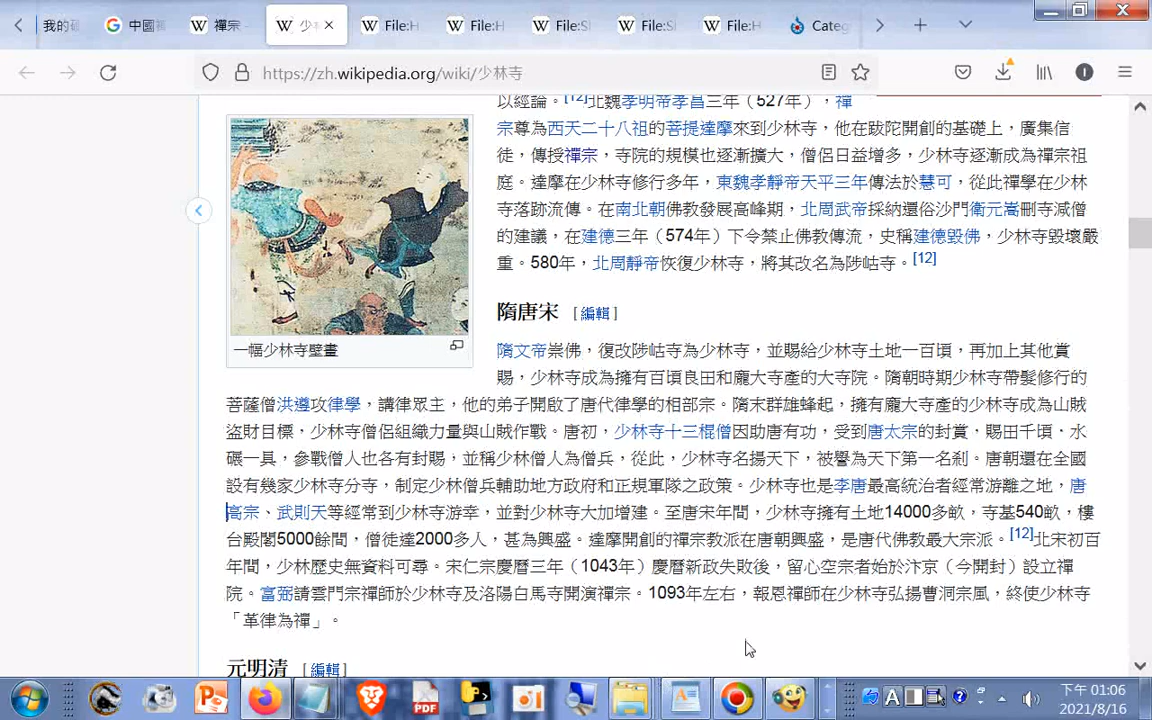 我的
中國
禪宗
少
File:H
File:H
File:S
File:S
File:H
Categ
https://zh.wikipedia.org/wiki/少林寺
以經論。[12]北魏孝明帝孝昌三年（527年），禪
宗尊為西天二十八祖的菩提達摩來到少林寺，他在跋陀開創的基礎上，廣集信
徒，傳授禪宗，寺院的規模也逐漸擴大，僧侶日益增多，少林寺逐漸成為禪宗祖
庭。達摩在少林寺修行多年，東魏孝靜帝天平三年傳法於慧可，從此禪學在少林
寺落跡流傳。在南北朝佛教發展高峰期，北周武帝採納還俗沙門衛元嵩刪寺減僧
的建議，在建德三年（574年）下令禁止佛教傳流，史稱建德毀佛，少林寺毀壞嚴
重。580年，北周靜帝恢復少林寺，將其改名為陟岵寺。[12]
一幅少林寺壁畫
隋唐宋 [編輯]
隋文帝崇佛，復改陟岵寺為少林寺，並賜給少林寺土地一百頃，再加上其他賞
賜，少林寺成為擁有百頃良田和龐大寺產的大寺院。隋朝時期少林寺帶髮修行的
菩薩僧洪遵攻律學，講律眾主，他的弟子開啟了唐代律學的相部宗。隋末群雄蜂起，擁有龐大寺產的少林寺成為山賊
盜財目標，少林寺僧侶組織力量與山賊作戰。唐初，少林寺十三棍僧因助唐有功，受到唐太宗的封賞，賜田千頃、水
碾一具，參戰僧人也各有封賜，並稱少林僧人為僧兵，從此，少林寺名揚天下，被譽為天下第一名剎。唐朝還在全國
設有幾家少林寺分寺，制定少林僧兵輔助地方政府和正規軍隊之政策。少林寺也是李唐最高統治者經常游離之地，唐
高宗、武則天等經常到少林寺游幸，並對少林寺大加增建。至唐宋年間，少林寺擁有土地14000多畝，寺基540畝，樓
台殿閣5000餘間，僧徒達2000多人，甚為興盛。達摩開創的禪宗教派在唐朝興盛，是唐代佛教最大宗派。[12]北宋初百
年間，少林歷史無資料可尋。宋仁宗慶曆三年（1043年）慶曆新政失敗後，留心空宗者始於汴京（今開封）設立禪
院。富弼請雲門宗禪師於少林寺及洛陽白馬寺開演禪宗。1093年左右，報恩禪師在少林寺弘揚曹洞宗風，終使少林寺
「革律為禪」。
元明清 [編輯]
下午 01:06
2021/8/16